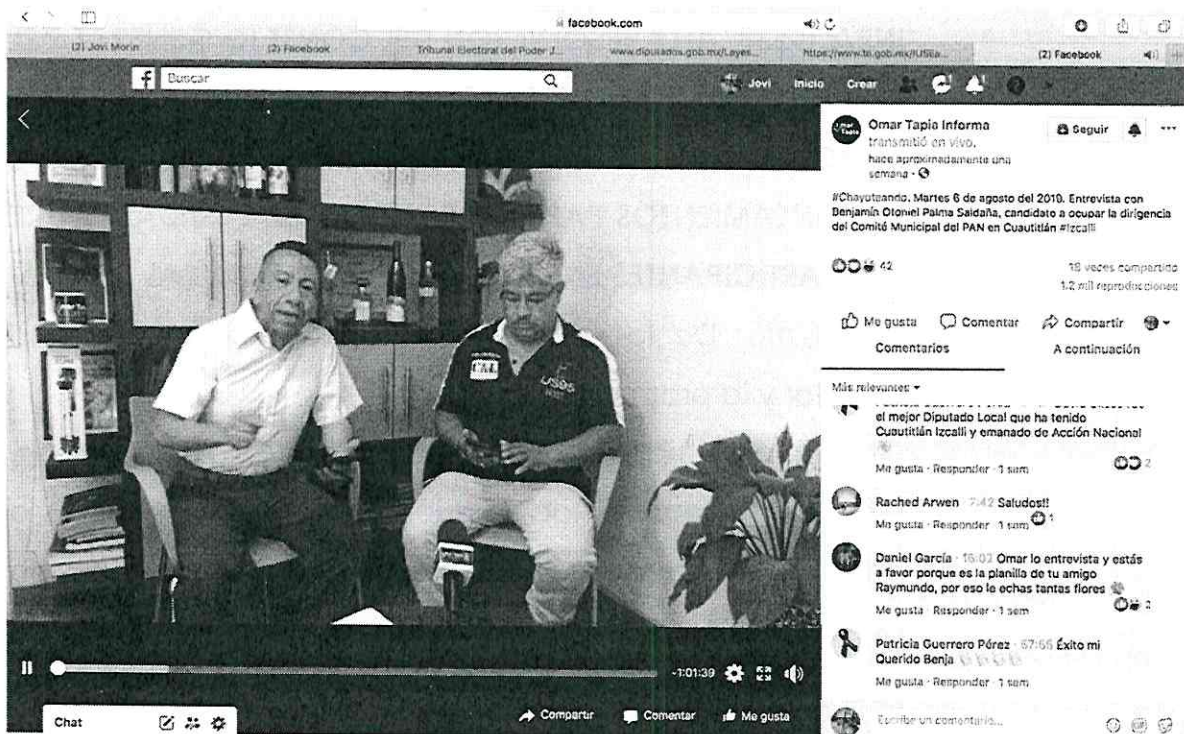 facebook.com
(2) Jovi Morin
(2) Facebook
Tribunal Electoral del Poder J...
www.diputados.gob.mx/Leyes...
https://www.te.gob.mx/IUSEa...
(2) Facebook
Buscar
Jovi
Inicio
Crear
Omar Tapia Informa
transmitió en vivo.
hace aproximadamente una
semana ·
Seguir
#Chayoteando. Martes 6 de agosto del 2019. Entrevista con
Benjamín Otoniel Palma Saldaña, candidato a ocupar la dirigencia
del Comité Municipal del PAN en Cuautitlán #Izcalli
42
18 veces compartido
1.2 mil reproducciones
Me gusta
Comentar
Compartir
Comentarios
A continuación
Más relevantes
el mejor Diputado Local que ha tenido
Cuautitlán Izcalli y emanado de Acción Nacional
Me gusta · Responder · 1 sem
2
Rached Arwen · 7:42 Saludos!!
Me gusta · Responder · 1 sem
1
Daniel García · 16:02 Omar lo entrevista y estás
a favor porque es la planilla de tu amigo
Raymundo, por eso le echas tantas flores
Me gusta · Responder · 1 sem
2
Patricia Guerrero Pérez · 57:55 Éxito mi
Querido Benja
Me gusta · Responder · 1 sem
Escribe un comentario...
GIF
-1:01:39
Chat
Compartir
Comentar
Me gusta